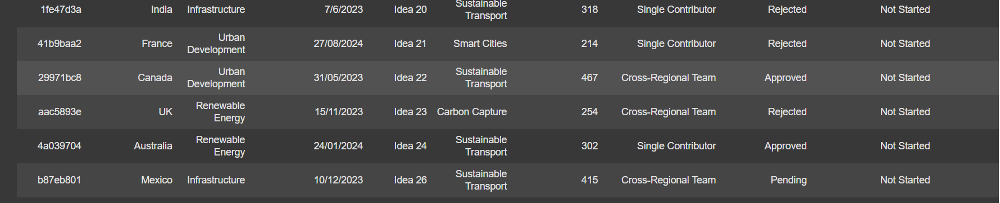 Sustainable
1fe47d3a India Infrastructure 7/6/2023 Idea 20 318 Single Contributor Rejected Not Started
Transport
Urban
41b9baa2 France 27/08/2024 Idea 21 Smart Cities 214 Single Contributor Rejected Not Started
Development
Urban Sustainable
29971bc8 Canada 31/05/2023 Idea 22 467 Cross-Regional Team Approved Not Started
Development Transport
Renewable
aac5893e UK 15/11/2023 Idea 23 Carbon Capture 254 Cross-Regional Team Rejected Not Started
Energy
Renewable Sustainable
4a039704 Australia 24/01/2024 Idea 24 302 Single Contributor Approved Not Started
Energy Transport
Sustainable
b87eb801 Mexico Infrastructure 10/12/2023 Idea 26 415 Cross-Regional Team Pending Not Started
Transport